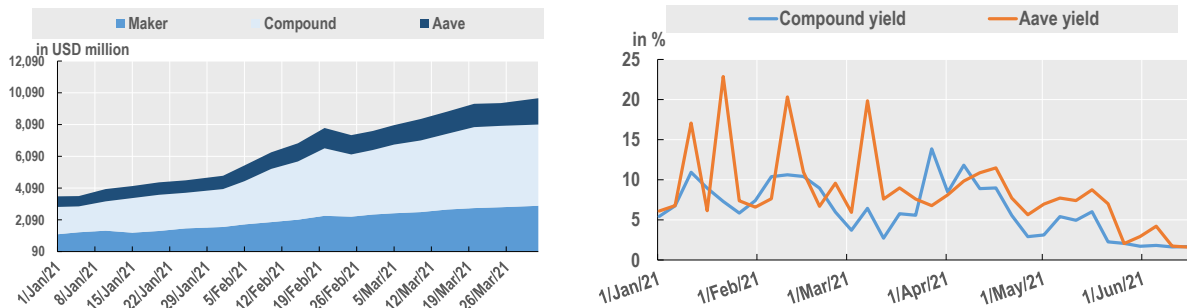 Maker Compound Aave
in USD million
12,090
10,090
8,090
6,090
4,090
2,090
90
1/Jan/21
8/Jan/21
15/Jan/21
22/Jan/21
29/Jan/21
5/Feb/21
12/Feb/21
19/Feb/21
26/Feb/21
5/Mar/21
12/Mar/21
19/Mar/21
26/Mar/21
Compound yield Aave yield
in %
25
20
15
10
5
0
1/Jan/21
1/Feb/21
1/Mar/21
1/Apr/21
1/May/21
1/Jun/21